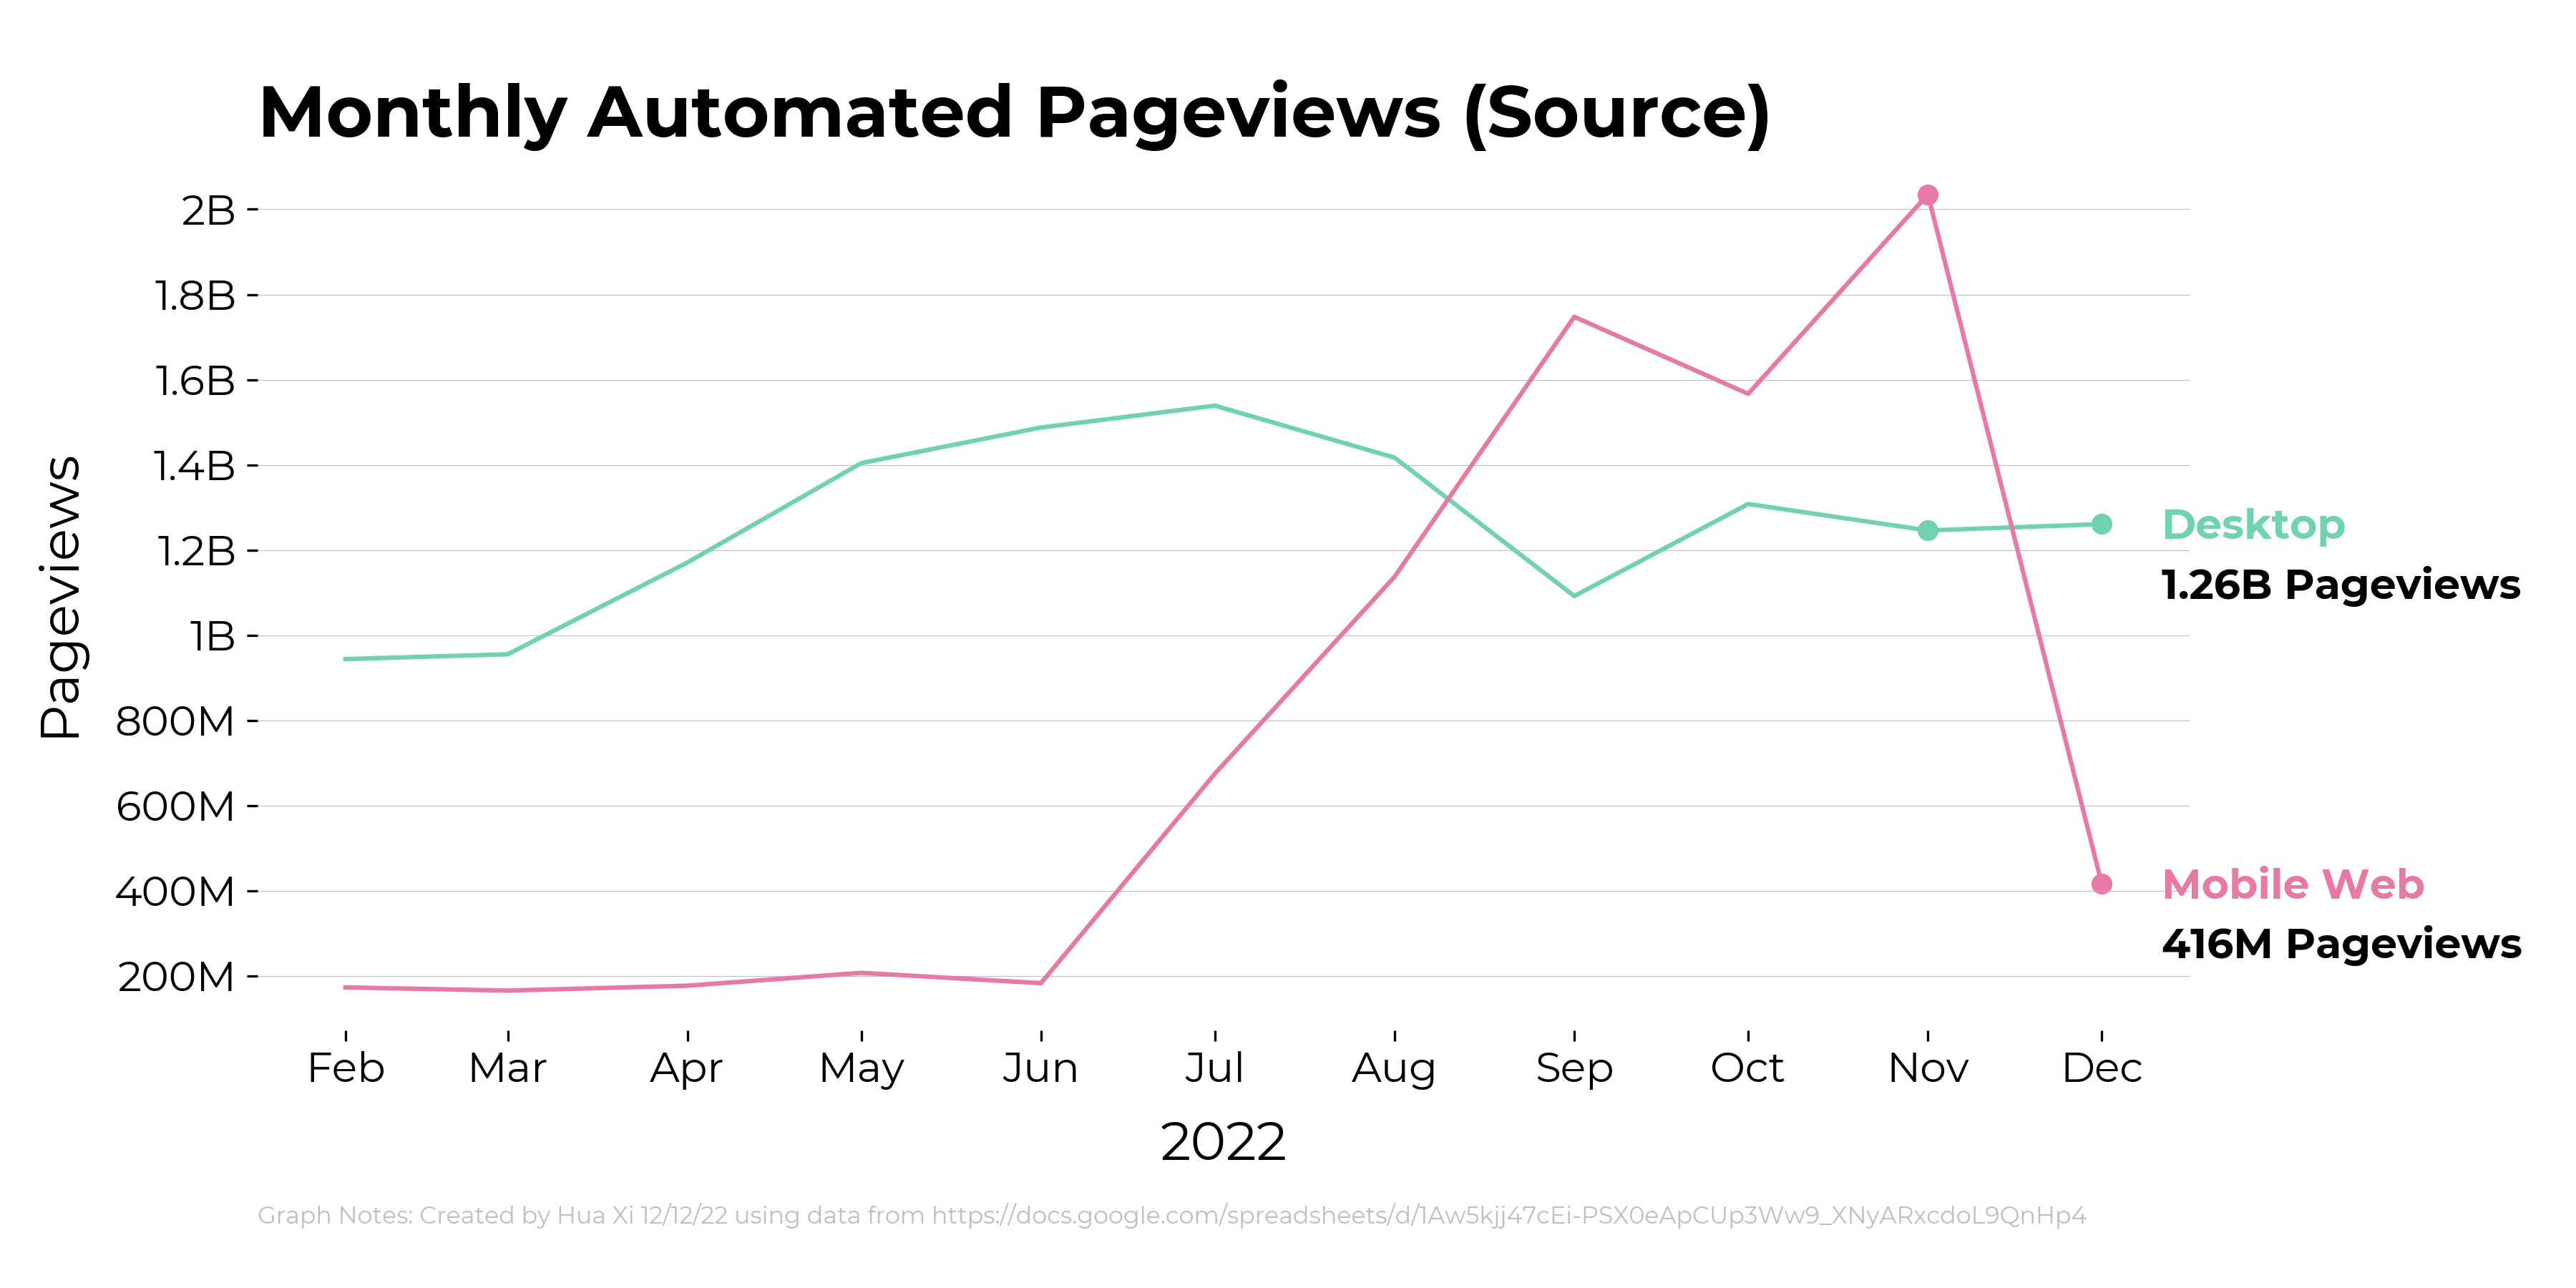 Monthly Automated Pageviews (Source)
Pageviews
2B
1.8B
1.6B
1.4B
1.2B
1B
800M
600M
400M
200M
Desktop
1.26B Pageviews
Mobile Web
416M Pageviews
Feb Mar Apr May Jun Jul Aug Sep Oct Nov Dec
2022
Graph Notes: Created by Hua Xi 12/12/22 using data from https://docs.google.com/spreadsheets/d/1Aw5kjj47cEi-PSX0eApCUp3Ww9_XNyARxcdoL9QnHp4